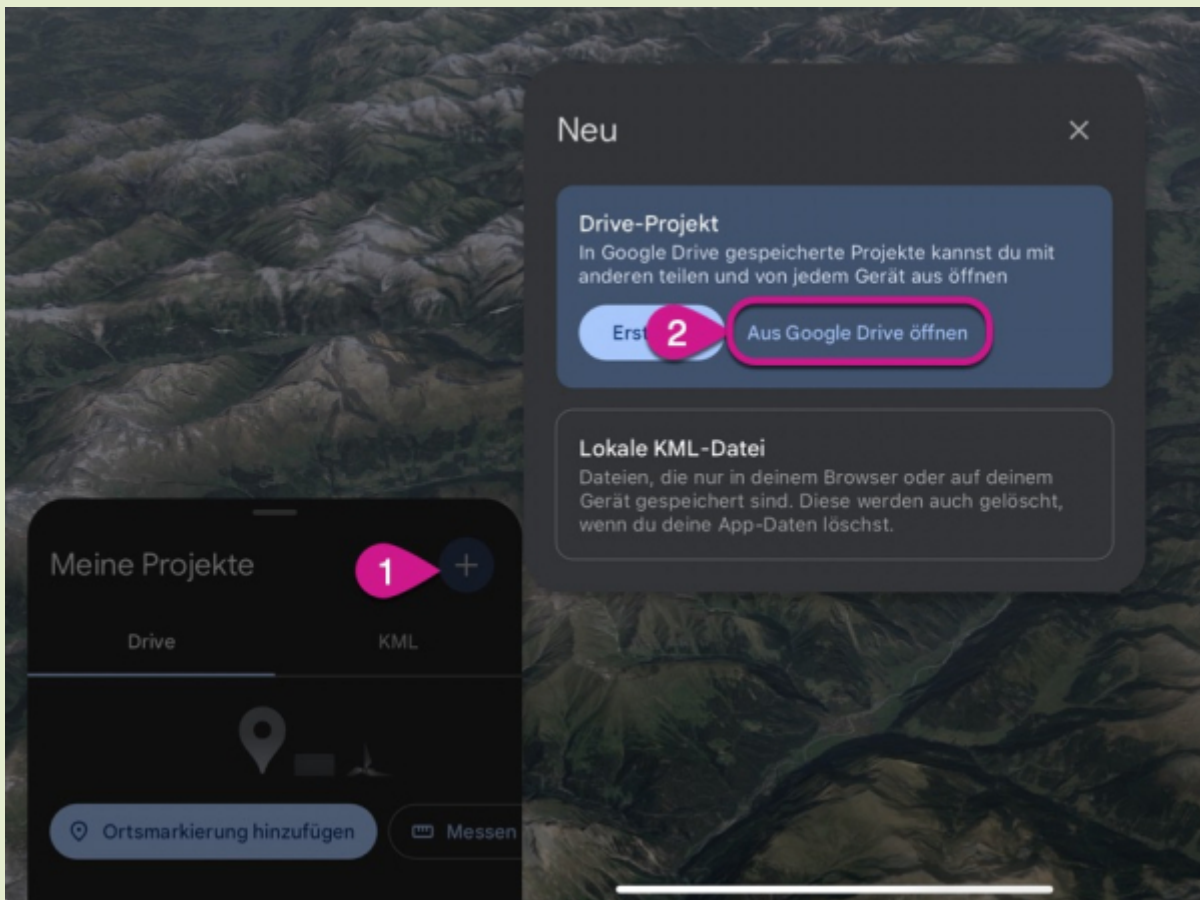 Neu
Drive-Projekt
In Google Drive gespeicherte Projekte kannst du mit
anderen teilen und von jedem Gerät aus öffnen
Erst
2
Aus Google Drive öffnen
Lokale KML-Datei
Dateien, die nur in deinem Browser oder auf deinem
Gerät gespeichert sind. Diese werden auch gelöscht,
wenn du deine App-Daten löschst.
Meine Projekte
1
Drive
KML
Ortsmarkierung hinzufügen
Messen